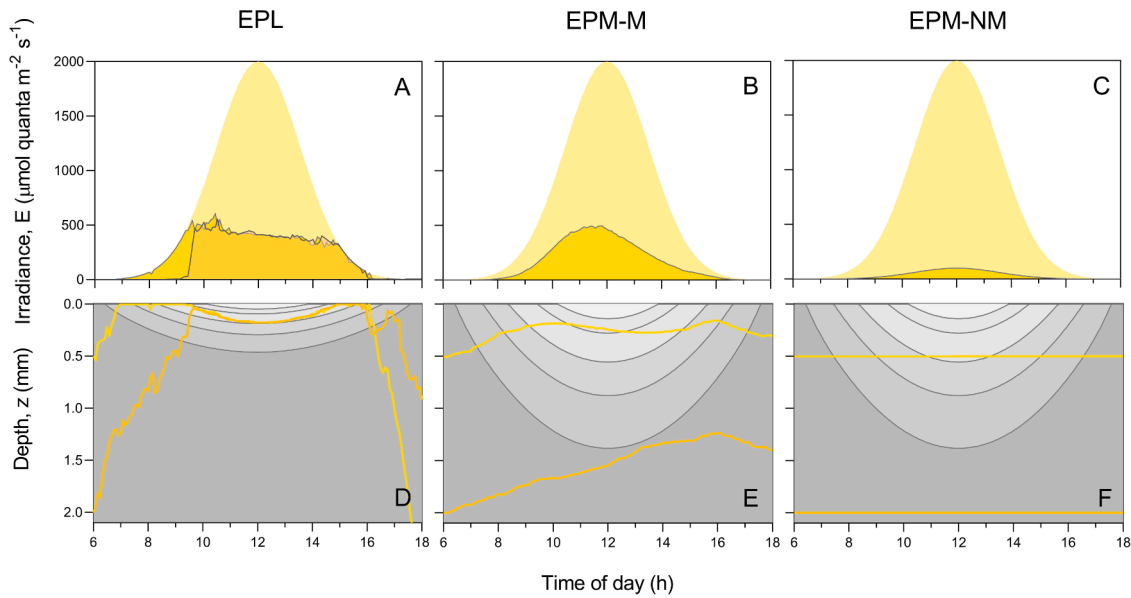 EPL EPM-M EPM-NM
Irradiance, E (µmol quanta m⁻² s⁻¹)
2000
1500
1000
500
0
A
B
C
Depth, z (mm)
0.0
0.5
1.0
1.5
2.0
D
E
F
6 8 10 12 14 16 18
6 8 10 12 14 16 18
6 8 10 12 14 16 18
Time of day (h)